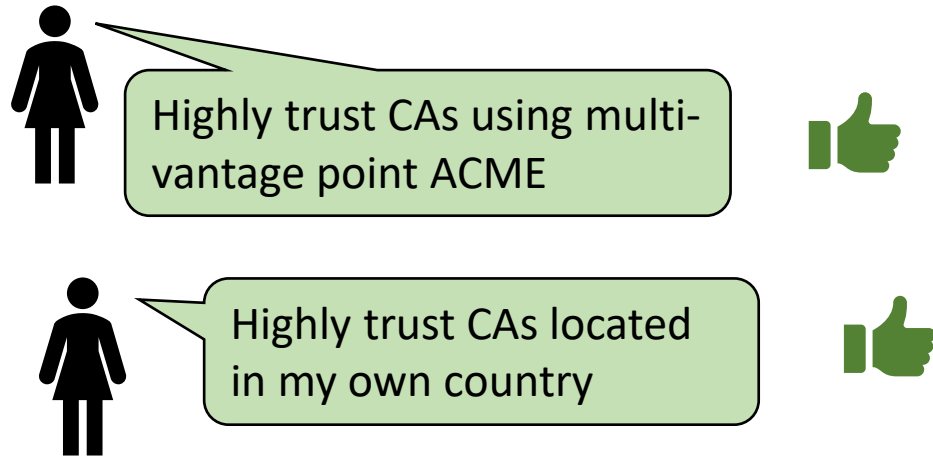 Highly trust CAs using multi-
vantage point ACME
Highly trust CAs located
in my own country